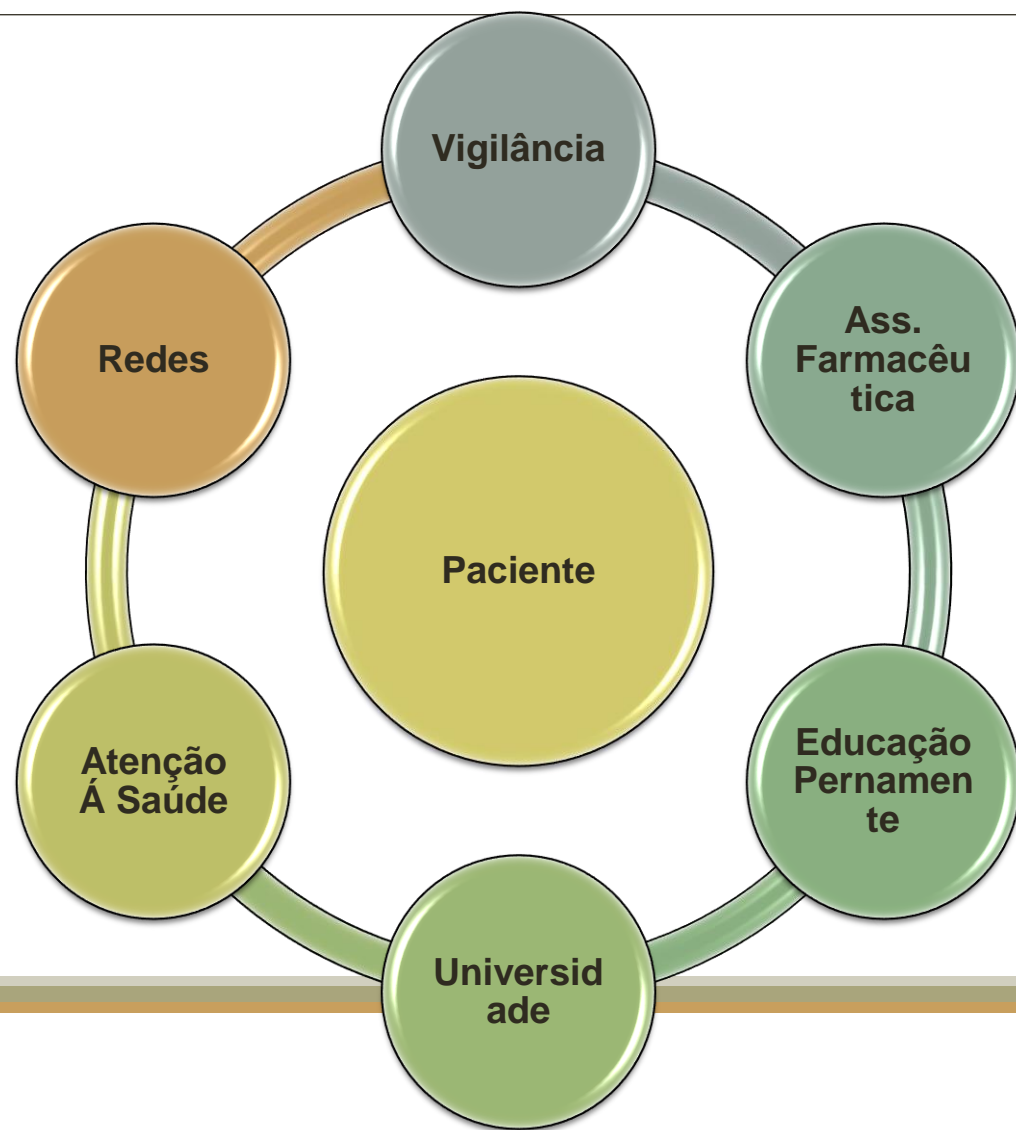 Vigilância
Ass.
Farmacêu
tica
Redes
Paciente
Educação
Pernamen
te
Atenção
Á Saúde
Universid
ade